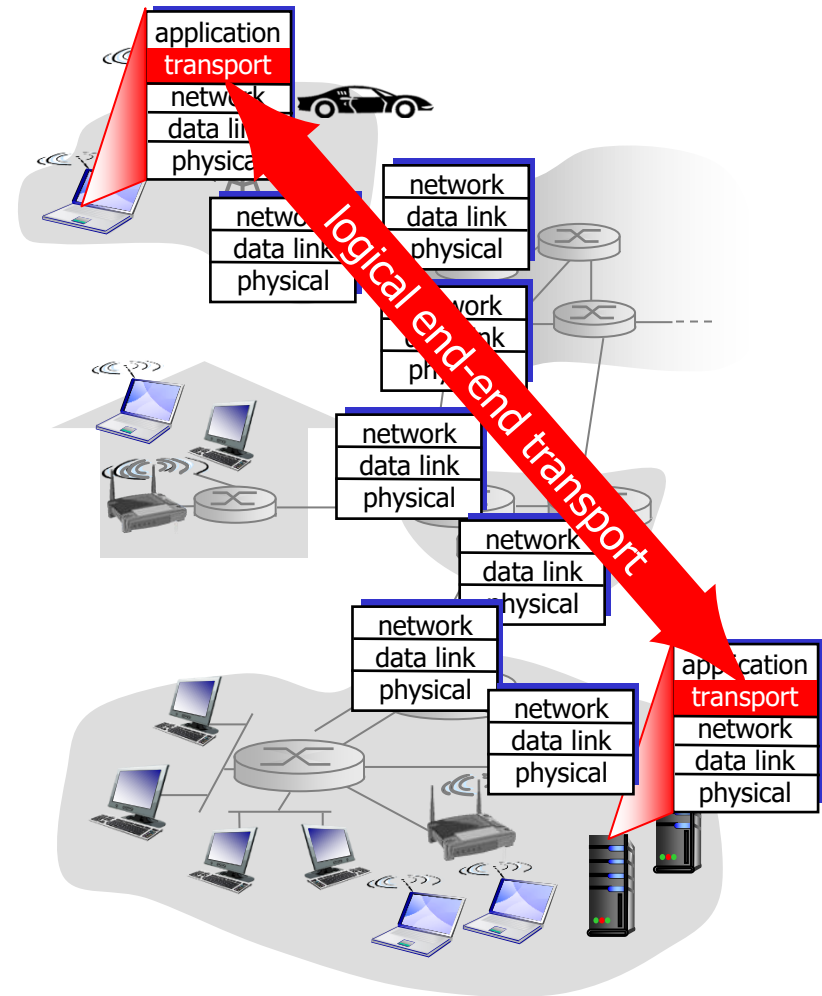 application
transport
network
data link
physical
network
data link
physical
network
data link
physical
network
physical
logical end-end transport
network
data link
physical
network
data link
physical
network
data link
physical
network
data link
physical
application
transport
network
data link
physical